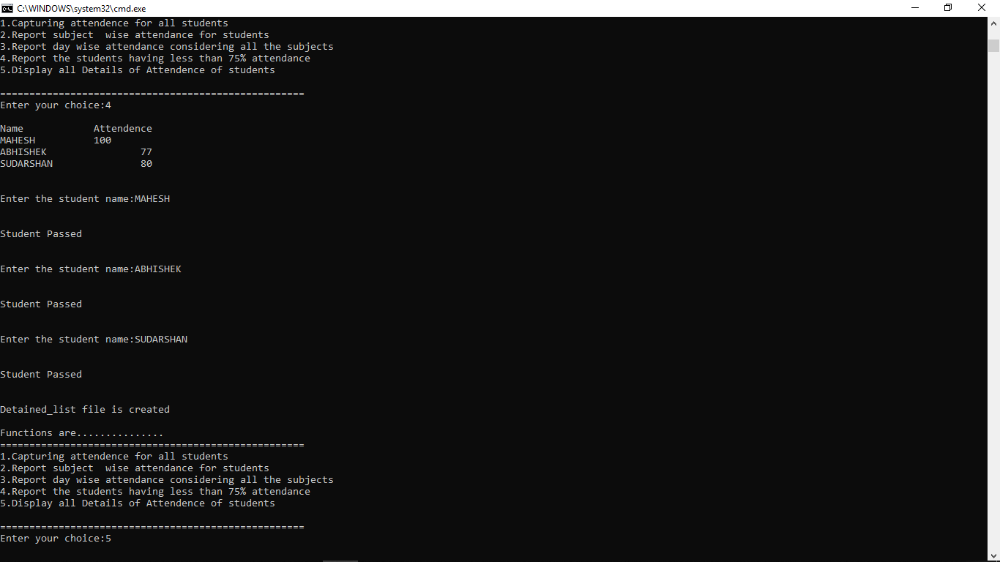 C:\WINDOWS\system32\cmd.exe
1.Capturing attendence for all students
2.Report subject  wise attendance for students
3.Report day wise attendance considering all the subjects
4.Report the students having less than 75% attendance
5.Display all Details of Attendence of students
====================================================
Enter your choice:4
Name            Attendence
MAHESH          100
ABHISHEK                77
SUDARSHAN               80
Enter the student name:MAHESH
Student Passed
Enter the student name:ABHISHEK
Student Passed
Enter the student name:SUDARSHAN
Student Passed
Detained_list file is created
Functions are...............
====================================================
1.Capturing attendence for all students
2.Report subject  wise attendance for students
3.Report day wise attendance considering all the subjects
4.Report the students having less than 75% attendance
5.Display all Details of Attendence of students
====================================================
Enter your choice:5